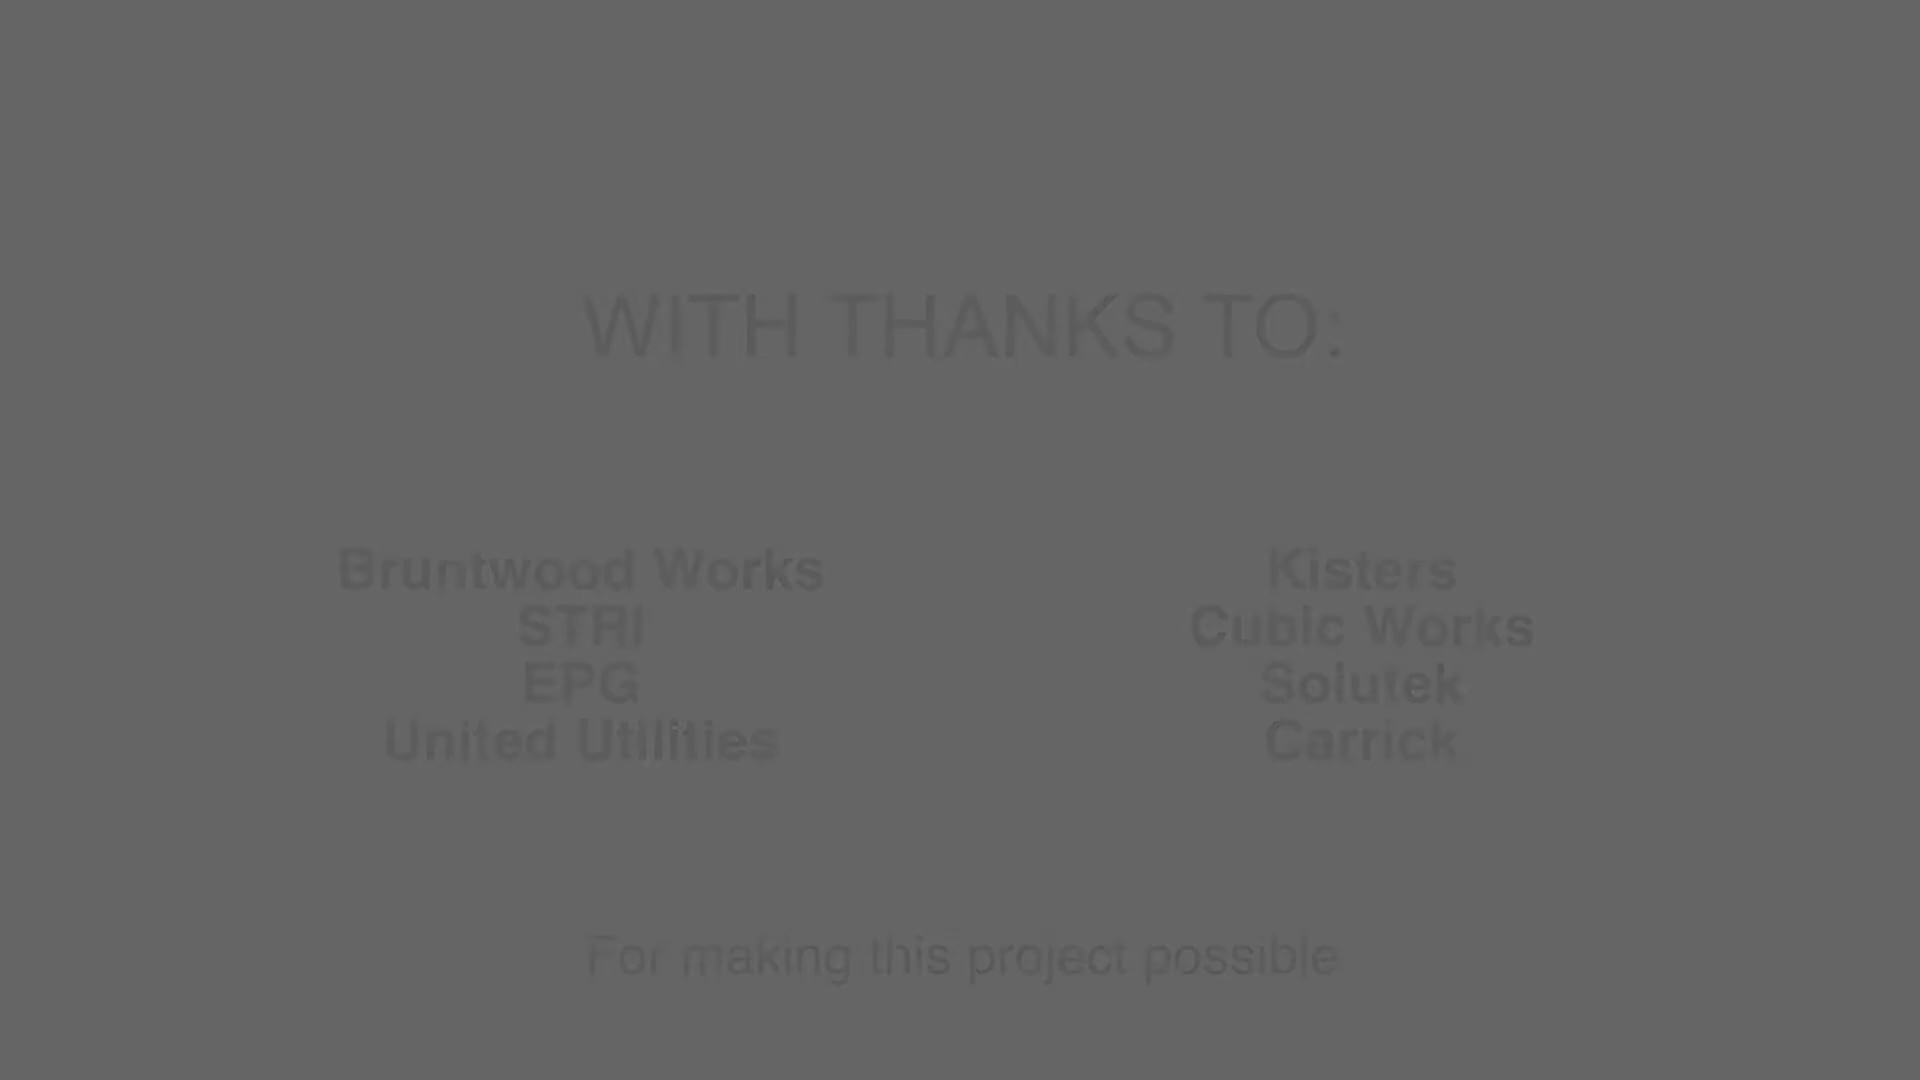 WITH THANKS TO:
Bruntwood Works
STRI
EPG
United Utilities
Kisters
Cubic Works
Solutek
Carrick
For making this project possible